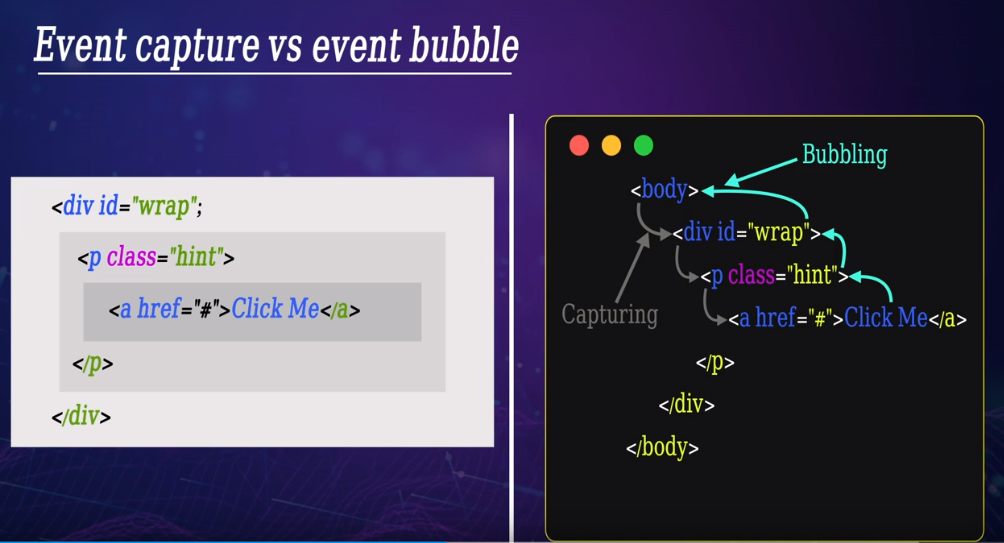 Event capture vs event bubble
<div id="wrap";
<p class="hint">
<a href="#">Click Me</a>
</p>
</div>
Bubbling
<body>
<div id="wrap">
<p class="hint">
Capturing
<a href="#">Click Me</a>
</p>
</div>
</body>